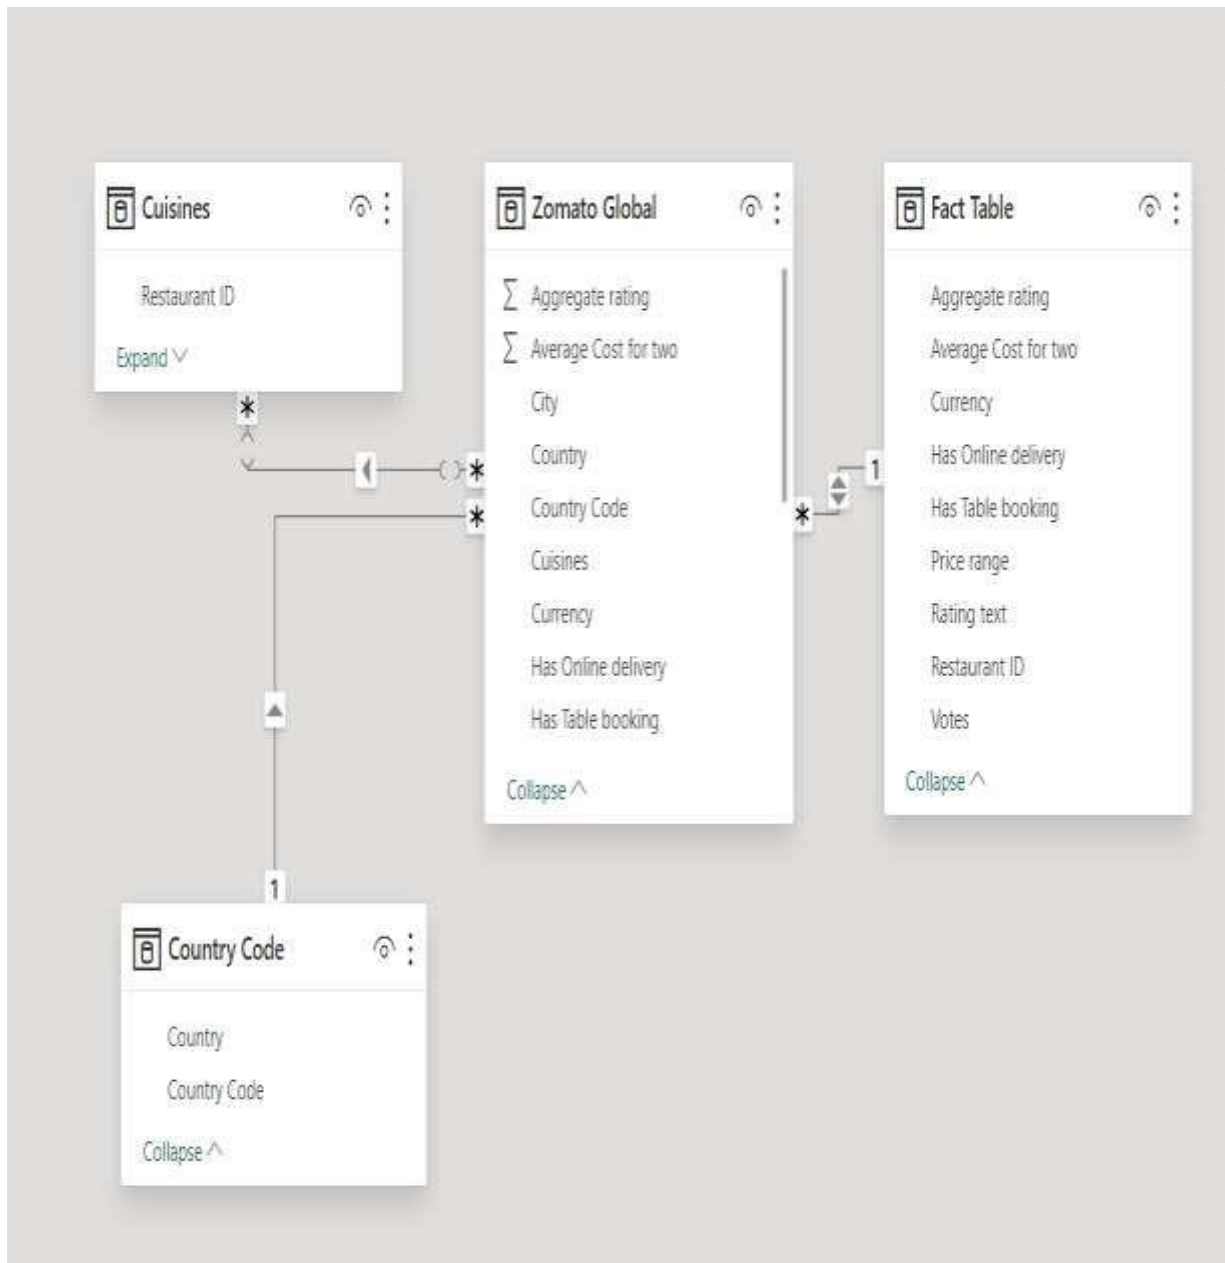 Cuisines
Restaurant ID
Expand
*
*
*
Zomato Global
Σ Aggregate rating
Σ Average Cost for two
City
Country
Country Code
Cuisines
Currency
Has Online delivery
Has Table booking
Collapse
*
1
Fact Table
Aggregate rating
Average Cost for two
Currency
Has Online delivery
Has Table booking
Price range
Rating text
Restaurant ID
Votes
Collapse
1
Country Code
Country
Country Code
Collapse